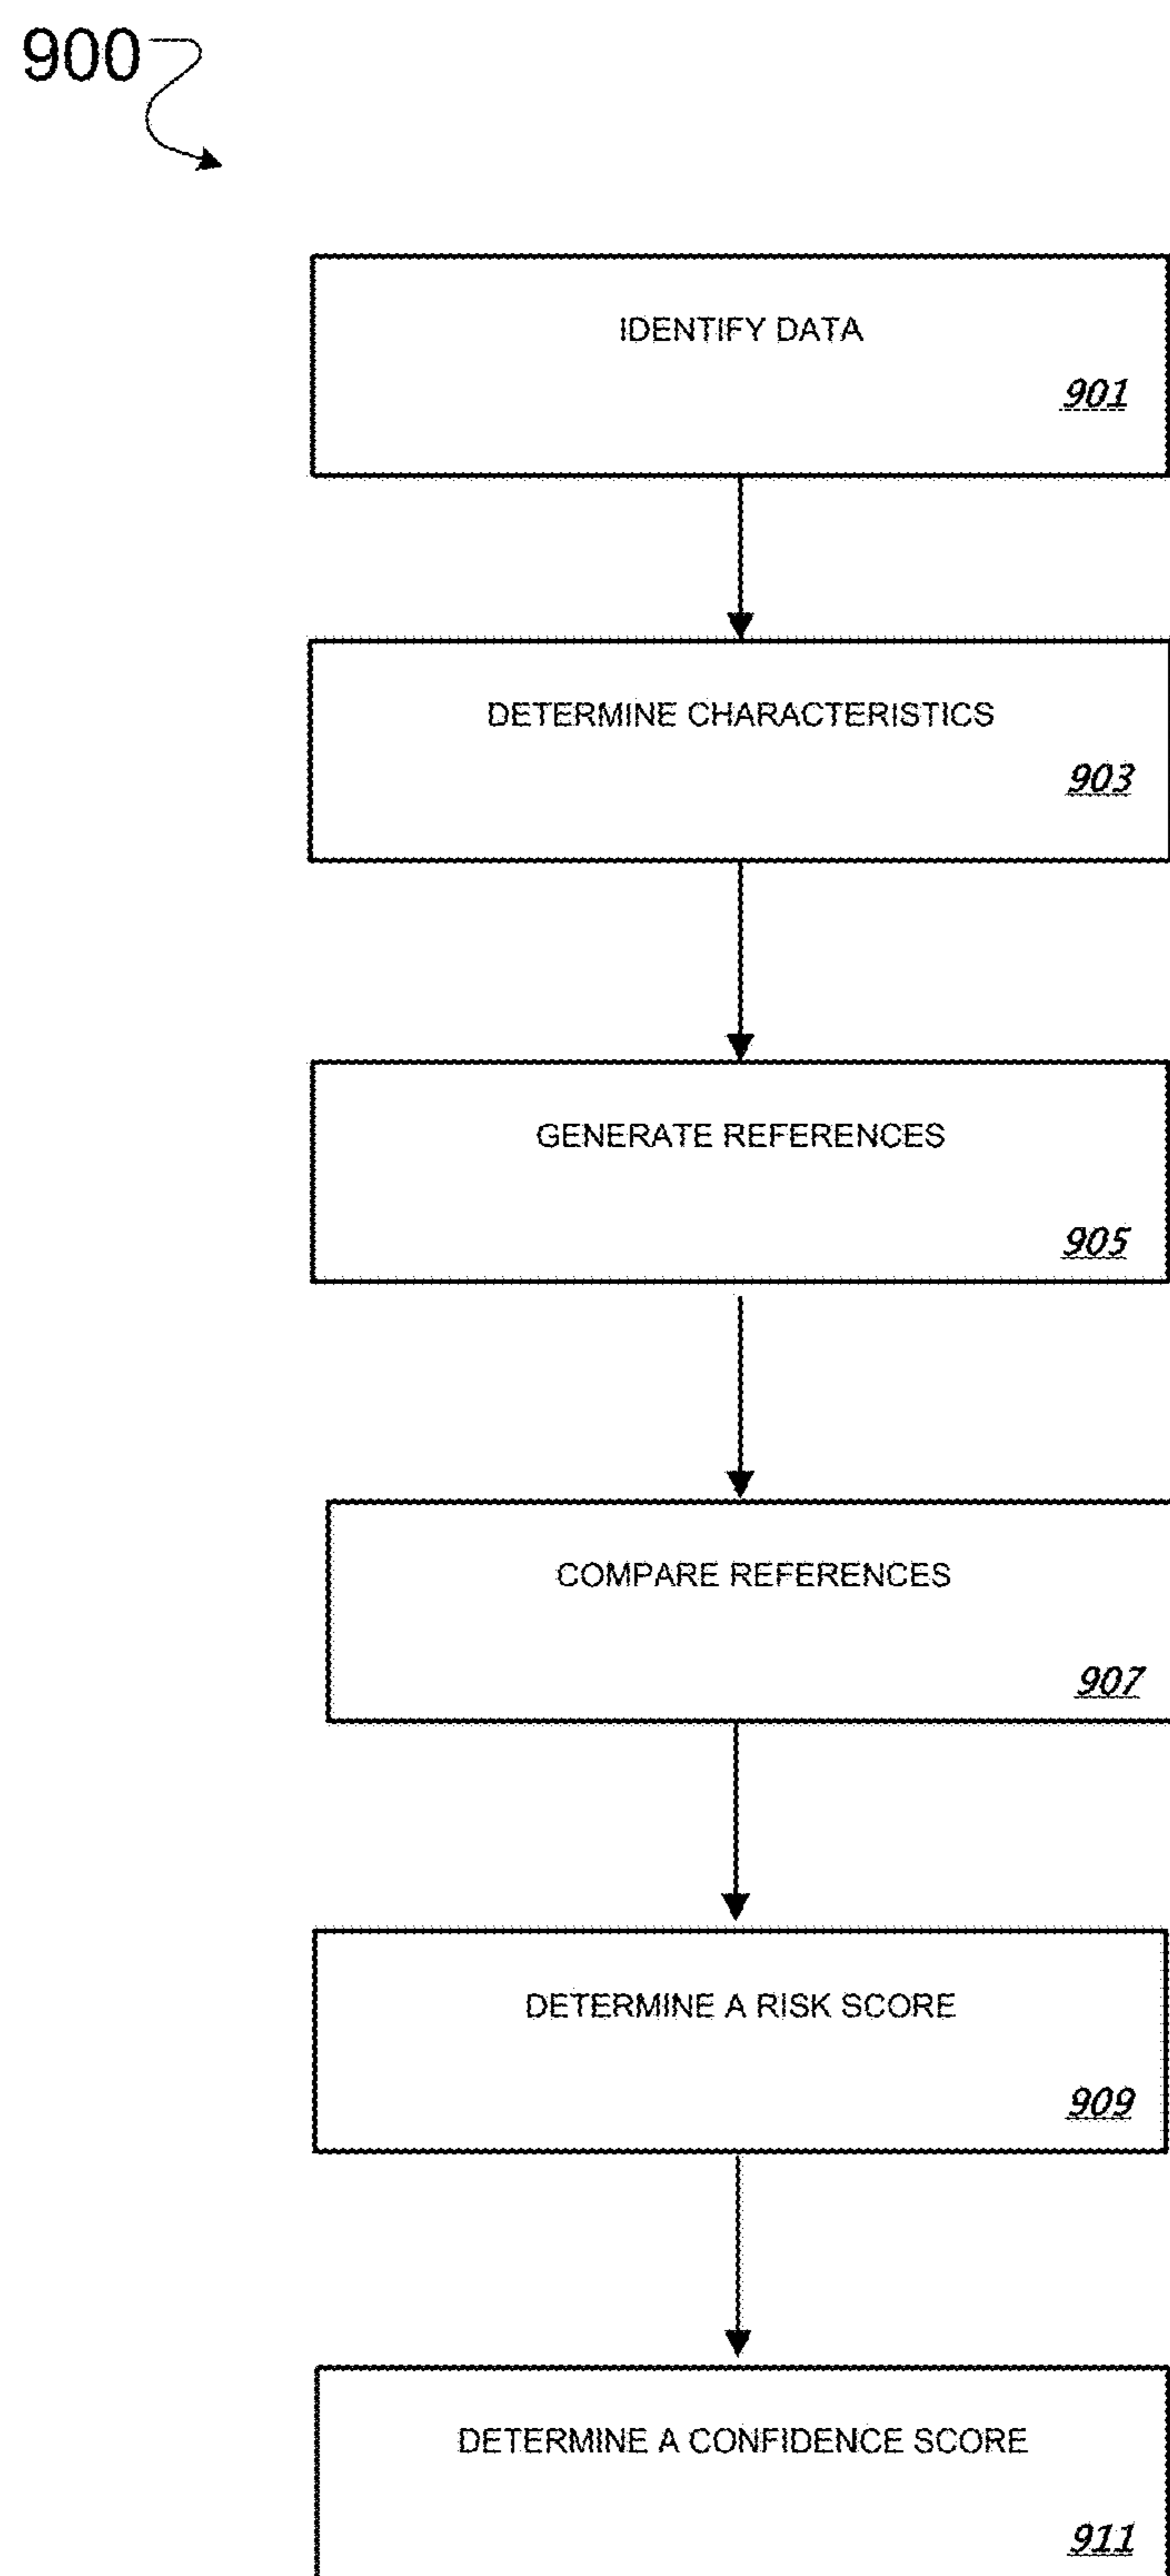 900
IDENTIFY DATA
901
DETERMINE CHARACTERISTICS
903
GENERATE REFERENCES
905
COMPARE REFERENCES
907
DETERMINE A RISK SCORE
909
DETERMINE A CONFIDENCE SCORE
911